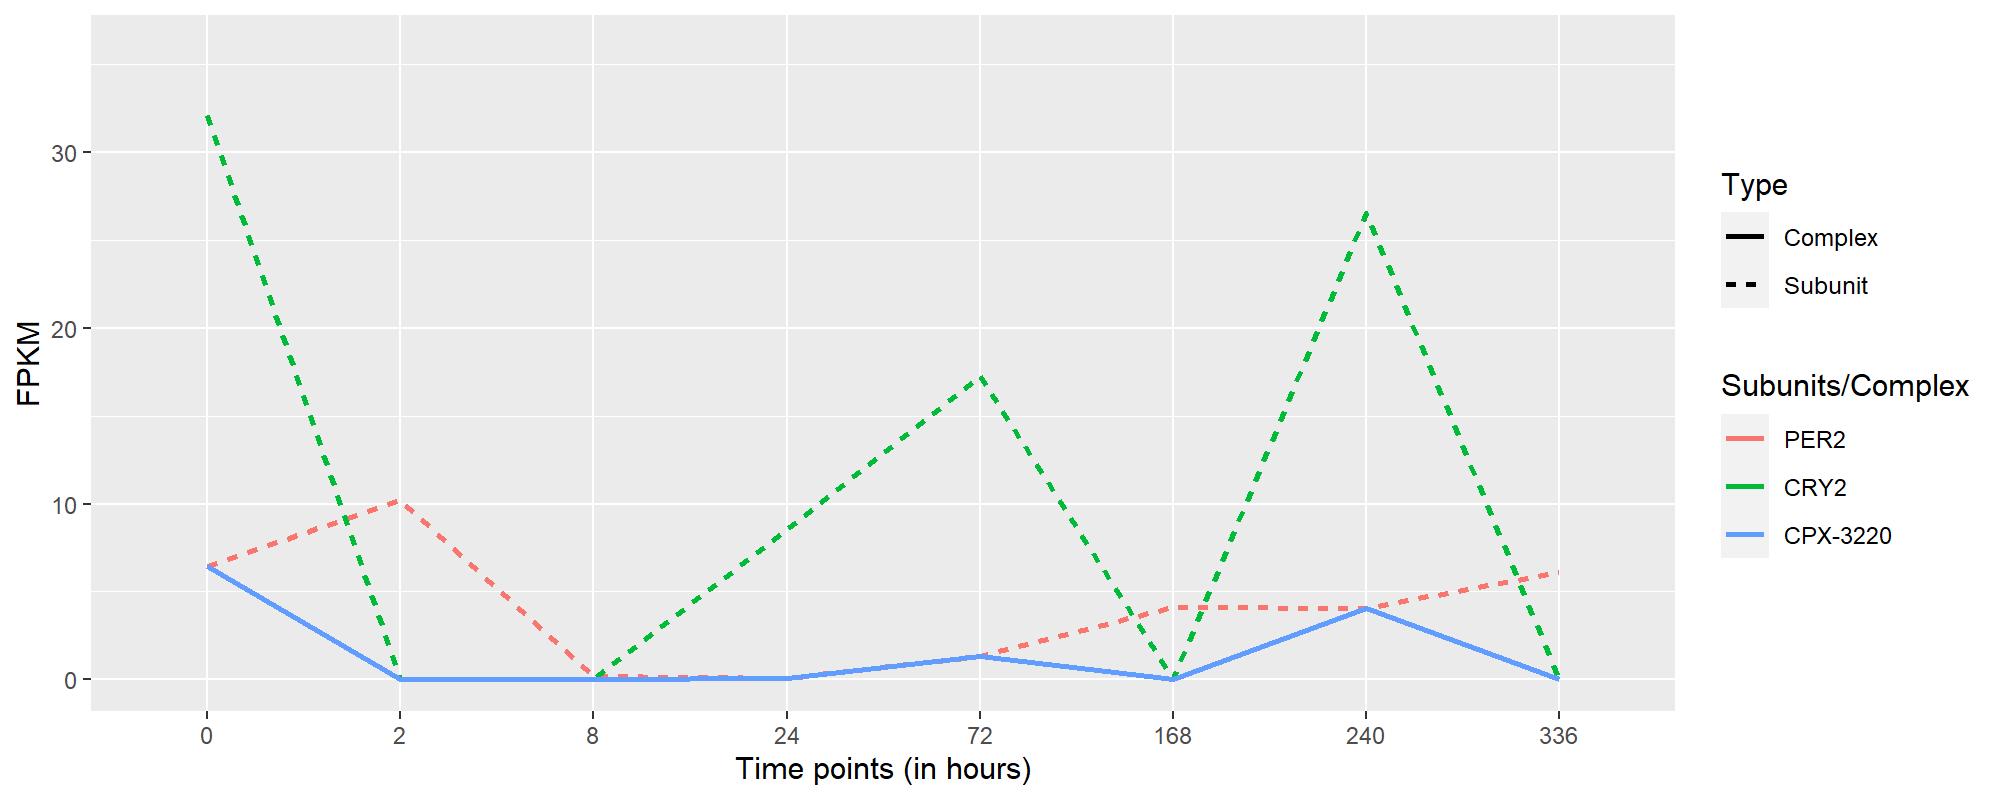 30
20
10
0
FPKM
0 2 8 24 72 168 240 336
Time points (in hours)
Type
Complex
Subunit
Subunits/Complex
PER2
CRY2
CPX-3220